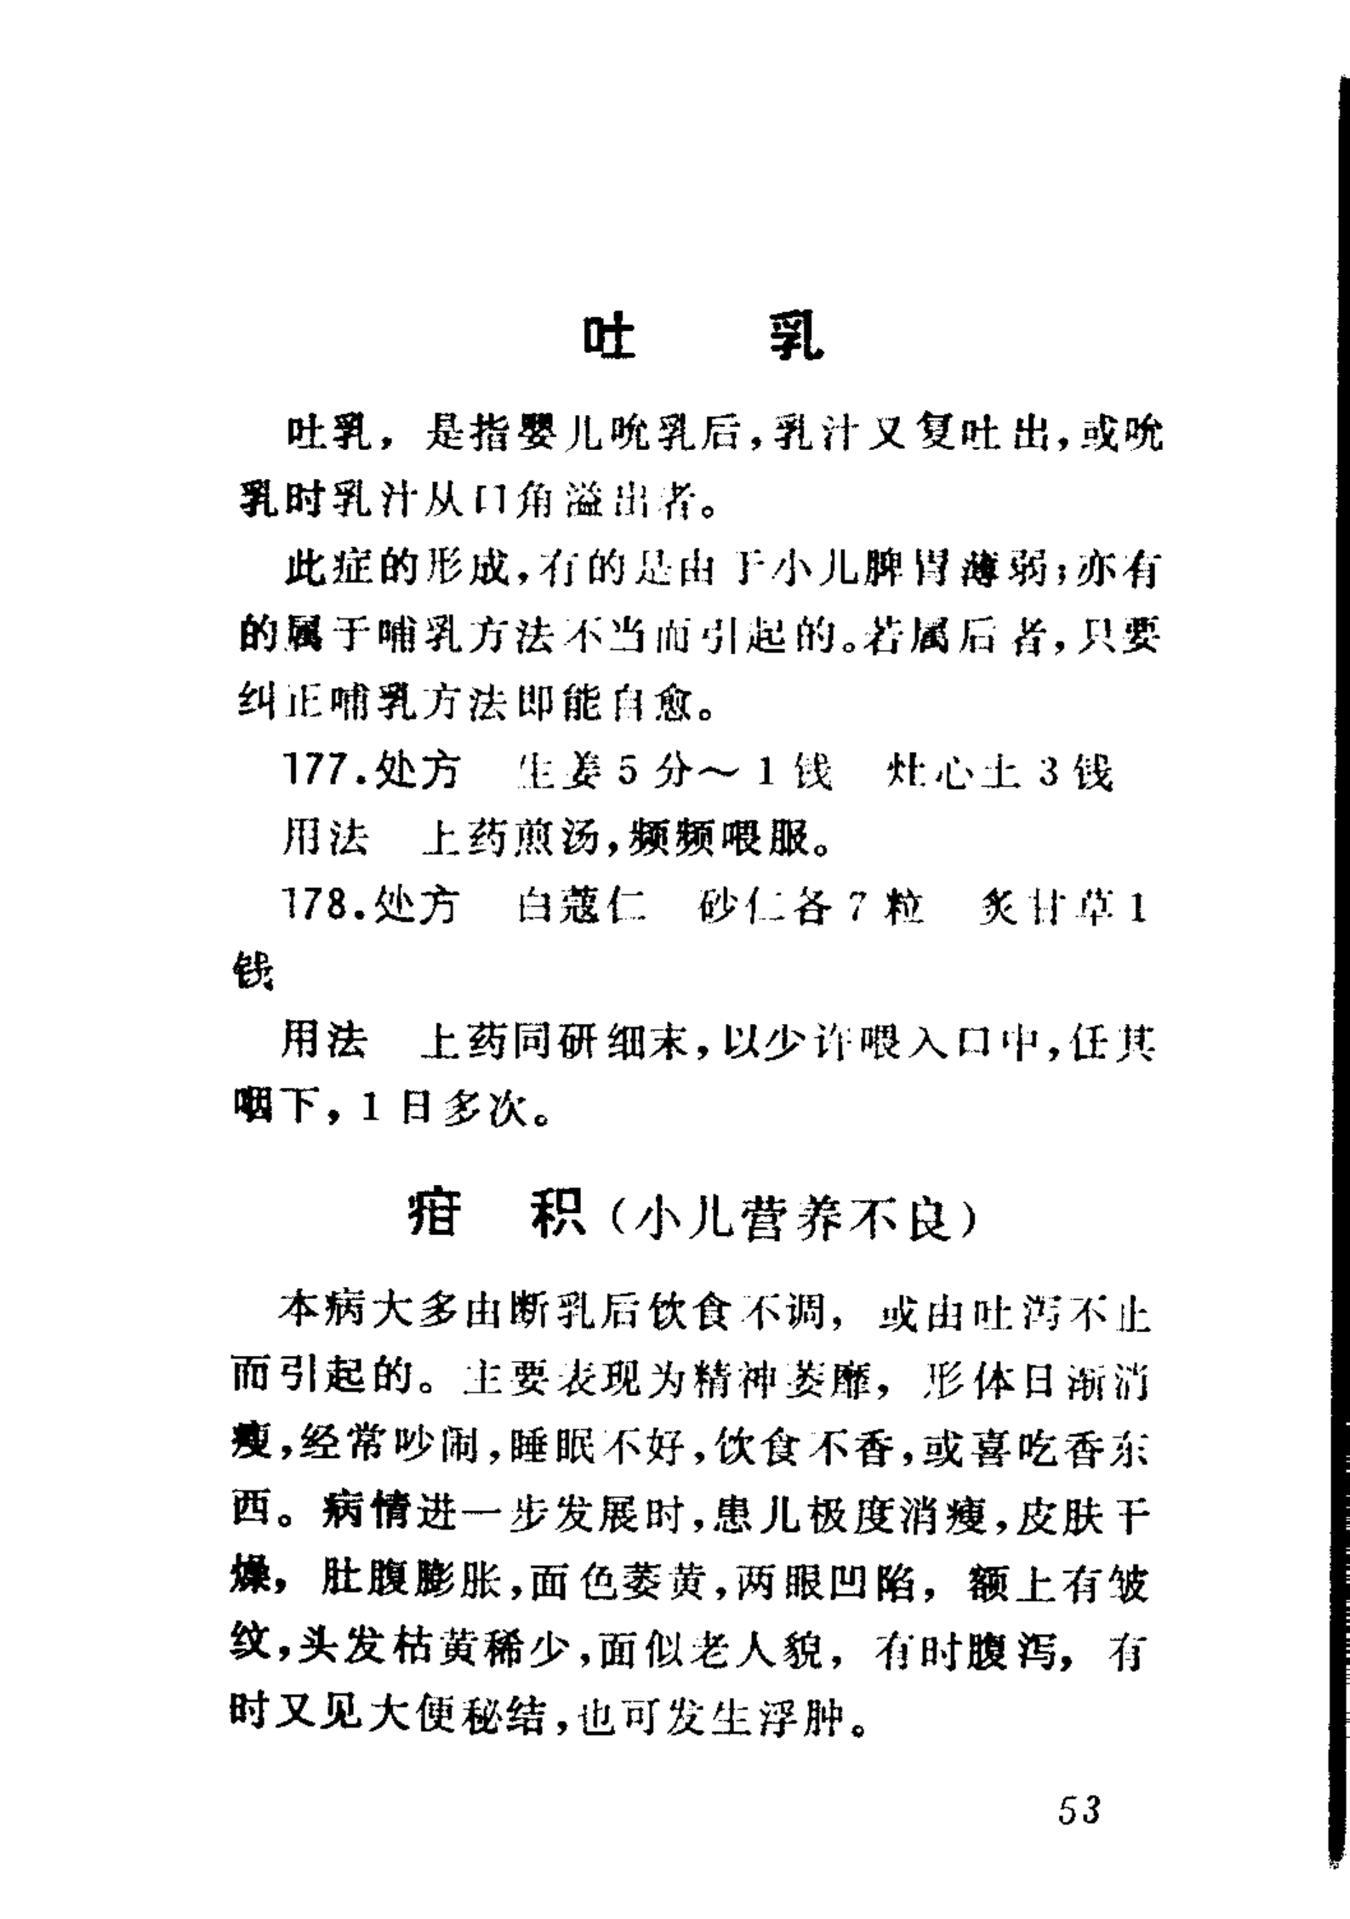 吐 乳
吐乳，是指婴儿吮乳后，乳汁又复吐出，或吮
乳时乳汁从口角溢出者。
此症的形成，有的是由于小儿脾胃薄弱；亦有
的属于哺乳方法不当而引起的。若属后者，只要
纠正哺乳方法即能自愈。
177.处方 生姜5分～1钱 灶心土3钱
用法 上药煎汤，频频喂服。
178.处方 白蔻仁 砂仁各7粒 炙甘草1
钱
用法 上药同研细末，以少许喂入口中，任其
咽下，1日多次。
疳 积（小儿营养不良）
本病大多由断乳后饮食不调，或由吐泻不止
而引起的。主要表现为精神萎靡，形体日渐消
瘦，经常吵闹，睡眠不好，饮食不香，或喜吃香东
西。病情进一步发展时，患儿极度消瘦，皮肤干
燥，肚腹膨胀，面色萎黄，两眼凹陷，额上有皱
纹，头发枯黄稀少，面似老人貌，有时腹泻，有
时又见大便秘结，也可发生浮肿。
53